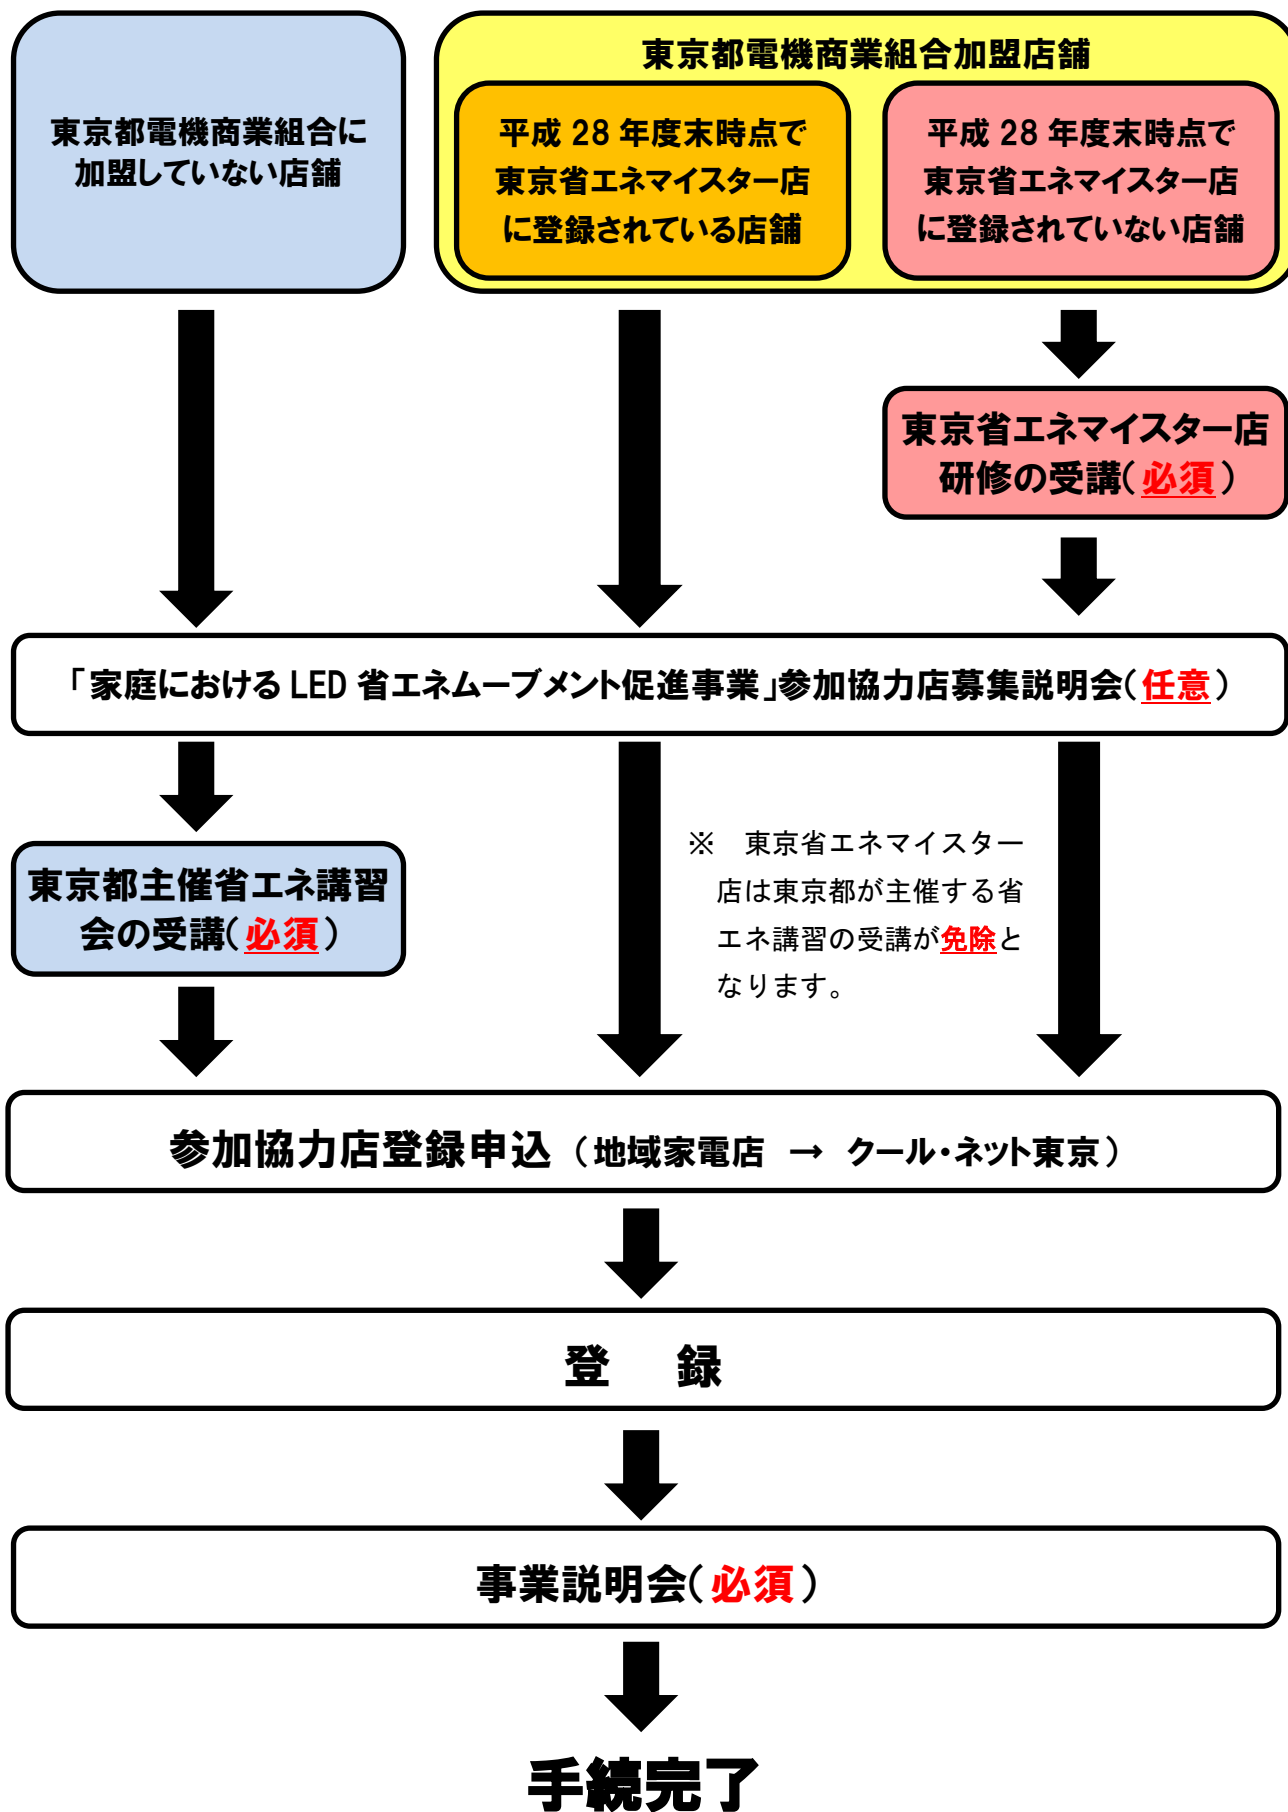 東京都電機商業組合に
加盟していない店舗
東京都電機商業組合加盟店舗
平成 28 年度末時点で
東京省エネマイスター店
に登録されている店舗
平成 28 年度末時点で
東京省エネマイスター店
に登録されていない店舗
東京省エネマイスター店
研修の受講(必須)
「家庭における LED 省エネムーブメント促進事業」参加協力店募集説明会(任意)
東京都主催省エネ講習
会の受講(必須)
※　東京省エネマイスター
店は東京都が主催する省
エネ講習の受講が免除と
なります。
参加協力店登録申込（地域家電店　→　クール・ネット東京）
登　録
事業説明会(必須)
手続完了